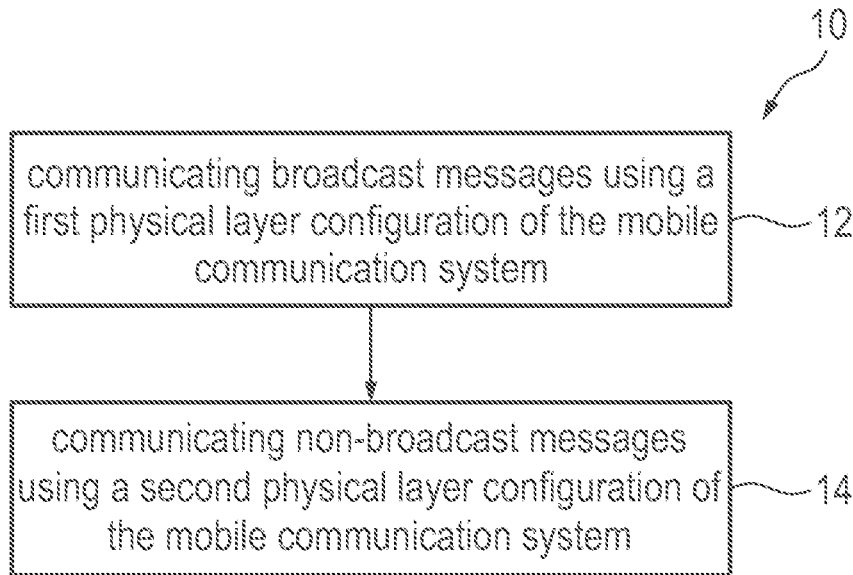 10
communicating broadcast messages using a
first physical layer configuration of the mobile
communication system
12
communicating non-broadcast messages
using a second physical layer configuration of
the mobile communication system
14